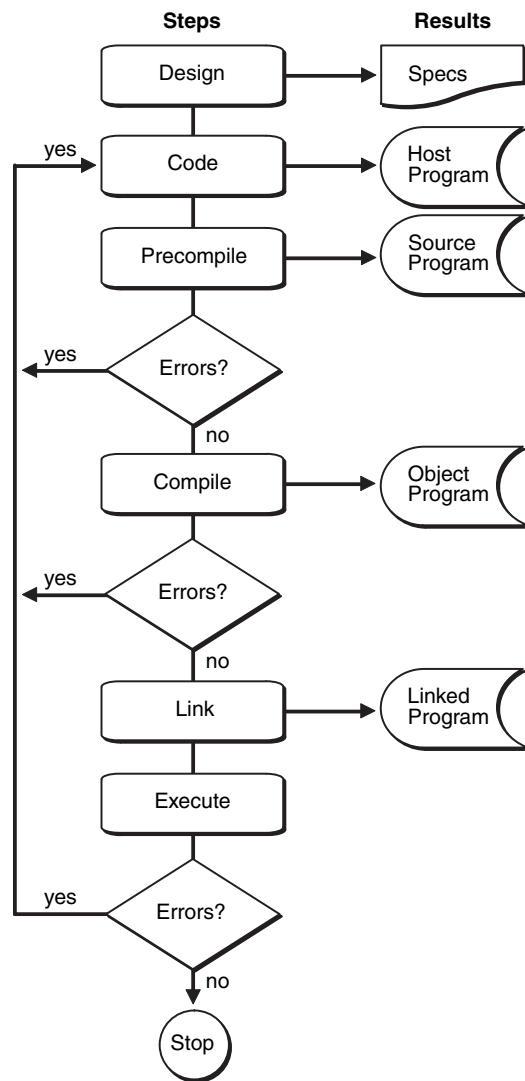 Steps
Results
Design
Specs
yes
Code
Host
Program
Precompile
Source
Program
yes
Errors?
no
Compile
Object
Program
yes
Errors?
no
Link
Linked
Program
Execute
yes
Errors?
no
Stop